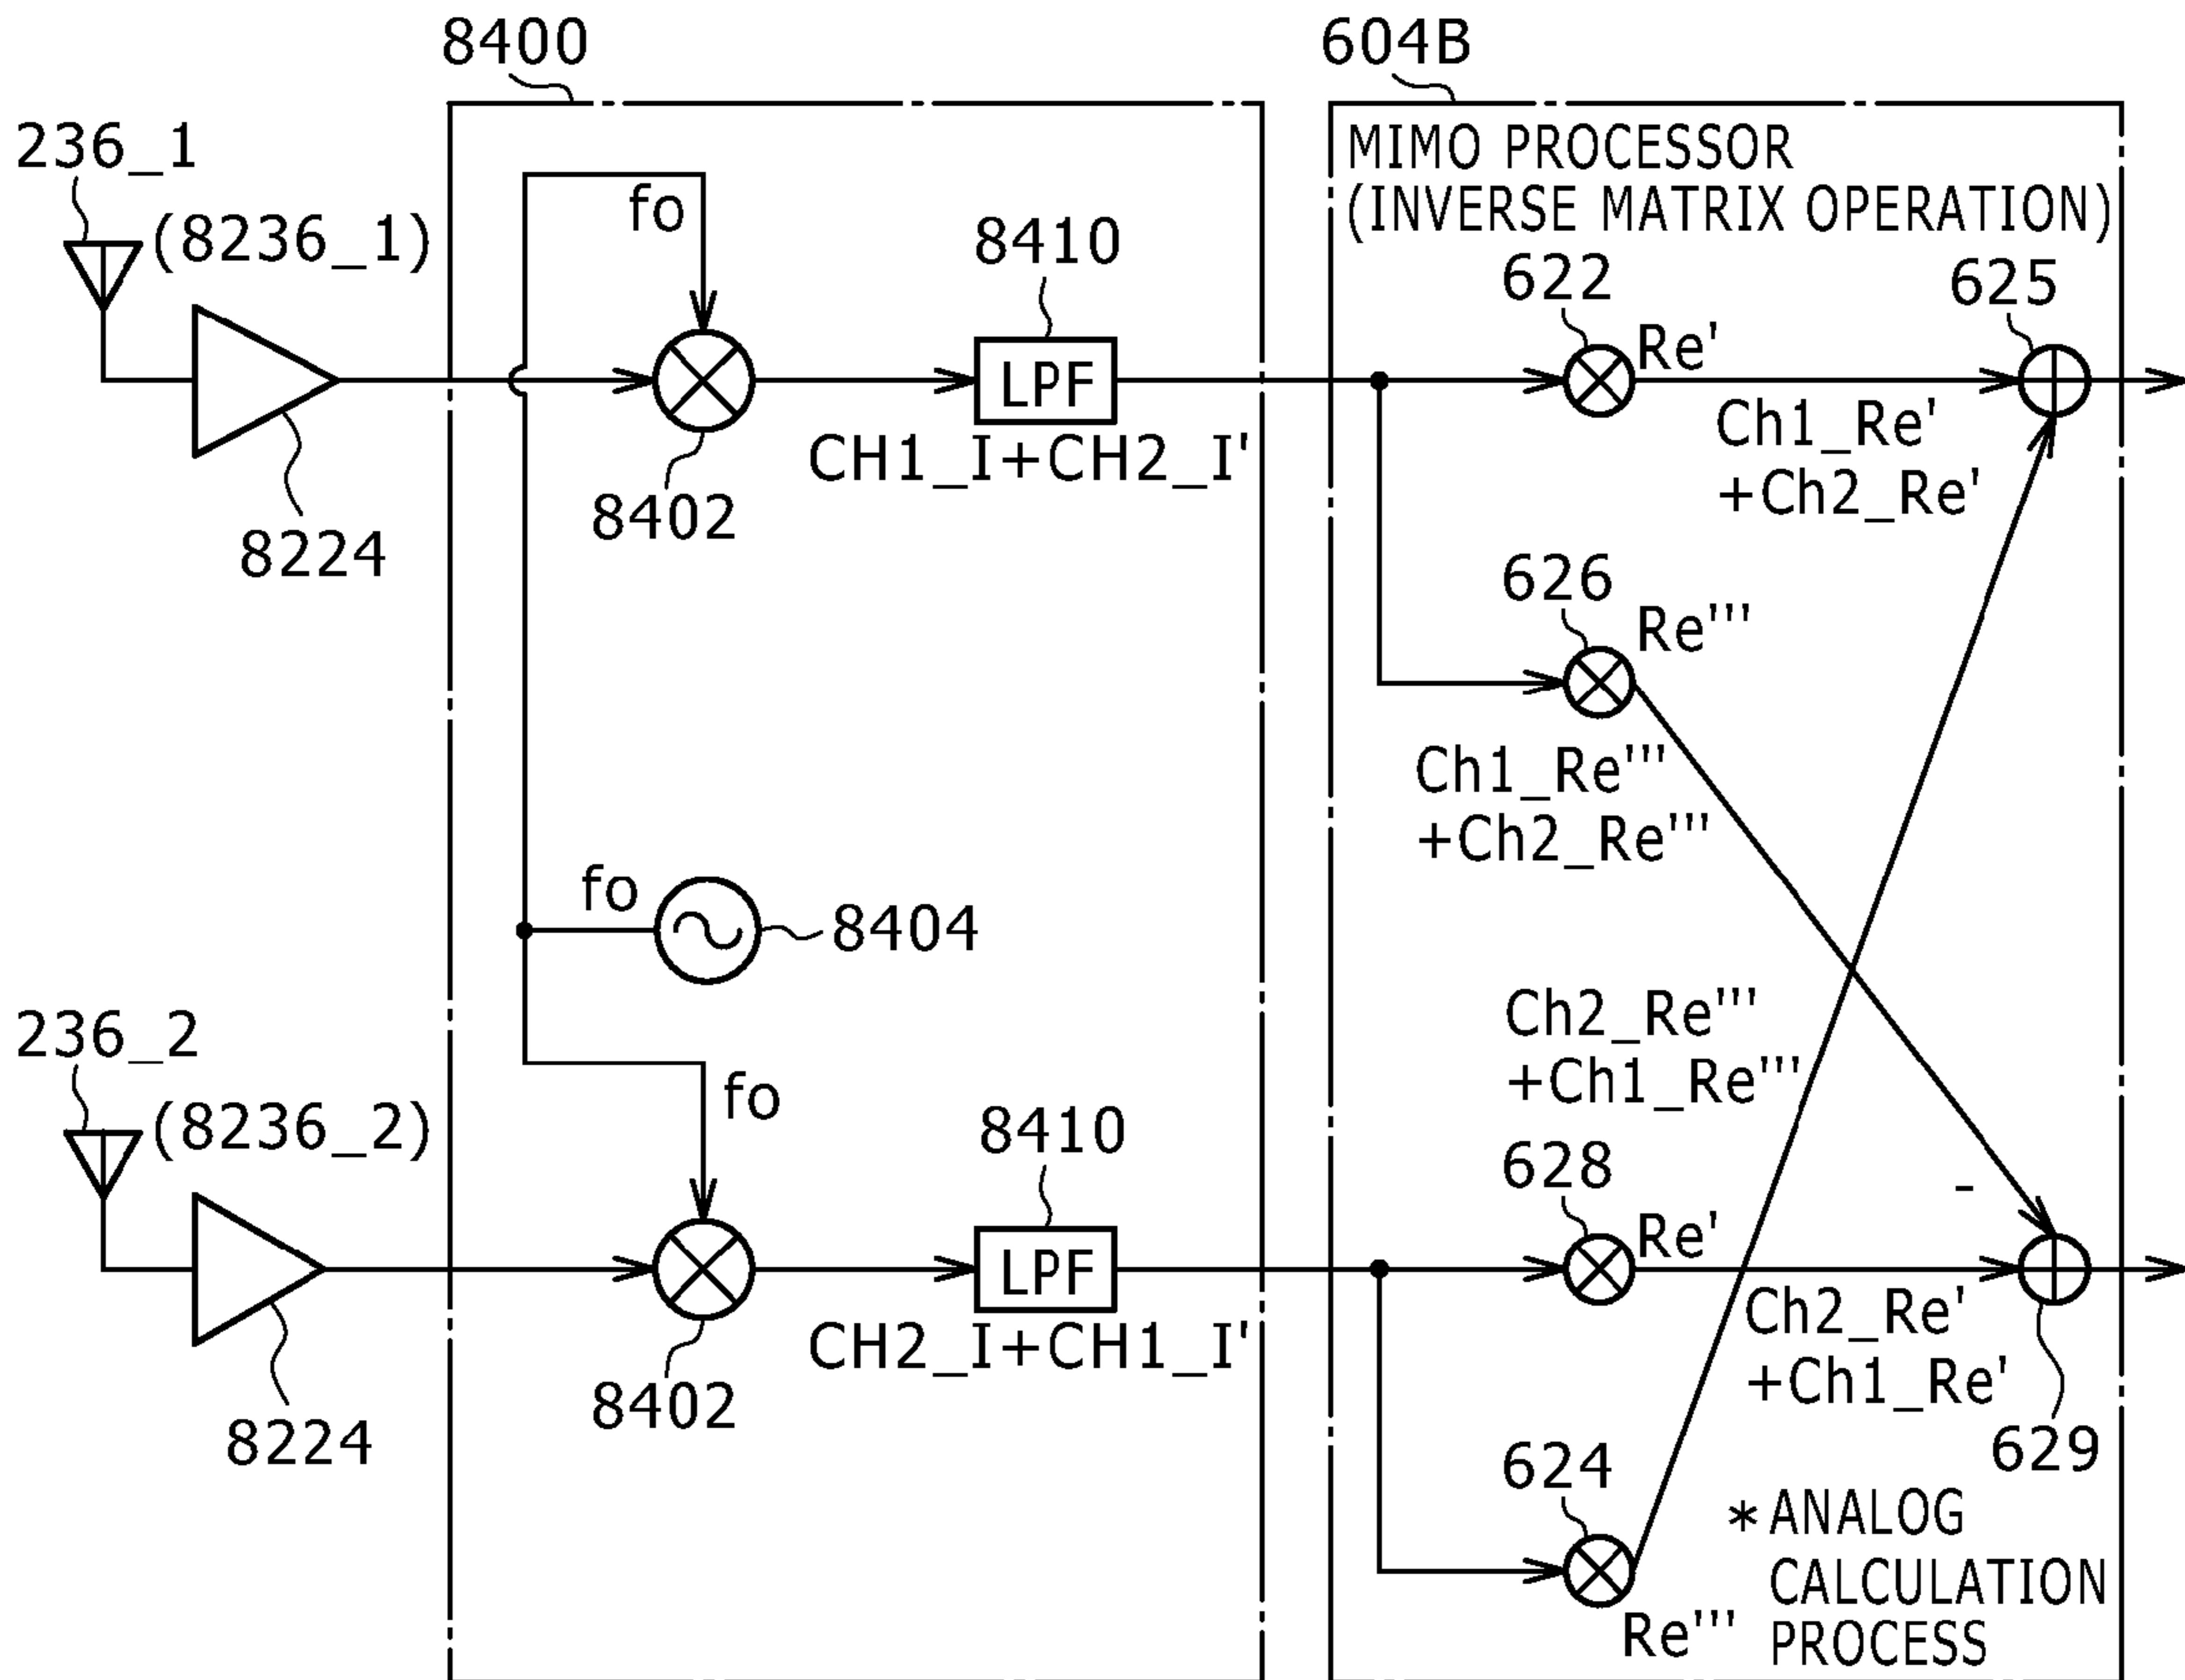 8400
604B
236_1
(8236_1)
fo
8410
MIMO PROCESSOR
(INVERSE MATRIX OPERATION)
622
625
Re'
LPF
CH1_I+CH2_I'
Ch1_Re'
+Ch2_Re'
8402
8224
626
Re'''
Ch1_Re'''
+Ch2_Re'''
fo
8404
236_2
(8236_2)
fo
8410
Ch2_Re'''
+Ch1_Re'''
628
-
Re'
LPF
CH2_I+CH1_I'
Ch2_Re'
+Ch1_Re'
8402
8224
629
624
Re'''
*ANALOG
CALCULATION
PROCESS